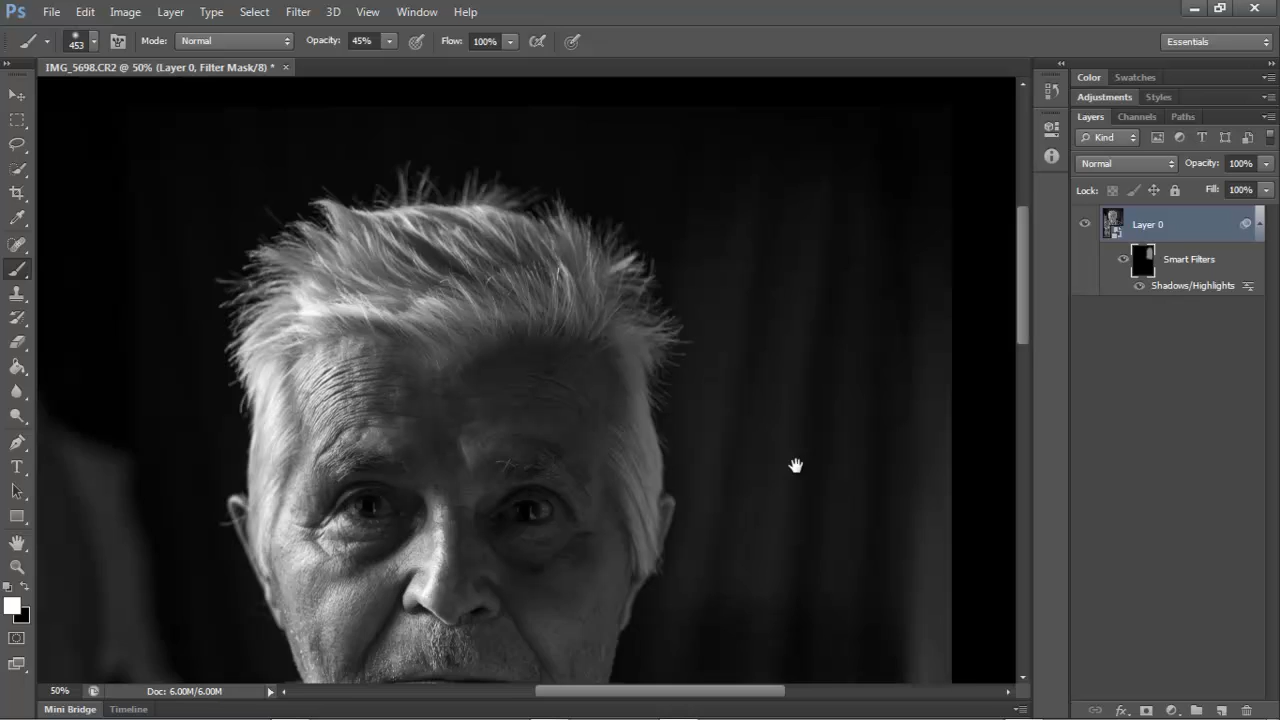 Ps File Edit Image Layer Type Select Filter 3D View Window Help
453 Mode: Normal Opacity: 45% Flow: 100% Essentials
IMG_5698.CR2 @ 50% (Layer 0, Filter Mask/8) * ×
Color Swatches
Adjustments Styles
Layers Channels Paths
Kind
Normal Opacity: 100%
Lock: Fill: 100%
Layer 0
Smart Filters
Shadows/Highlights
50% Doc: 6.00M/6.00M
Mini Bridge Timeline